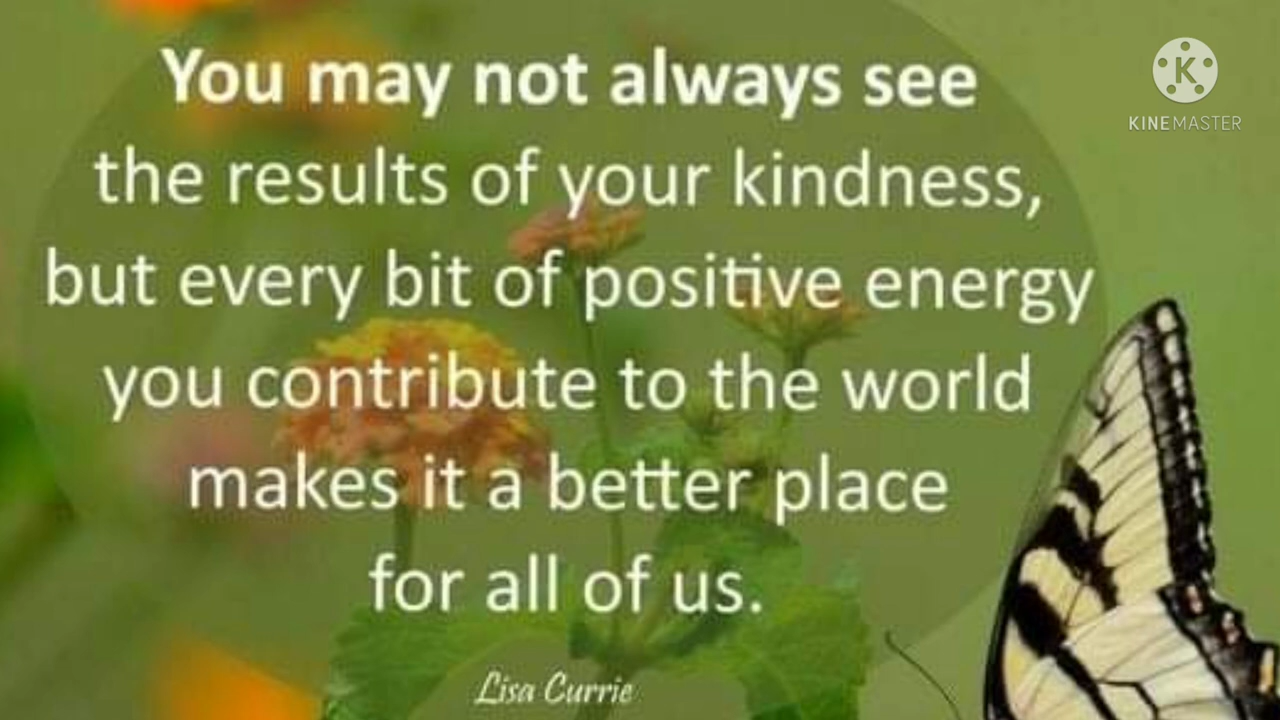 You may not always see
the results of your kindness,
but every bit of positive energy
you contribute to the world
makes it a better place
for all of us.
Lisa Currie
K
KINEMASTER